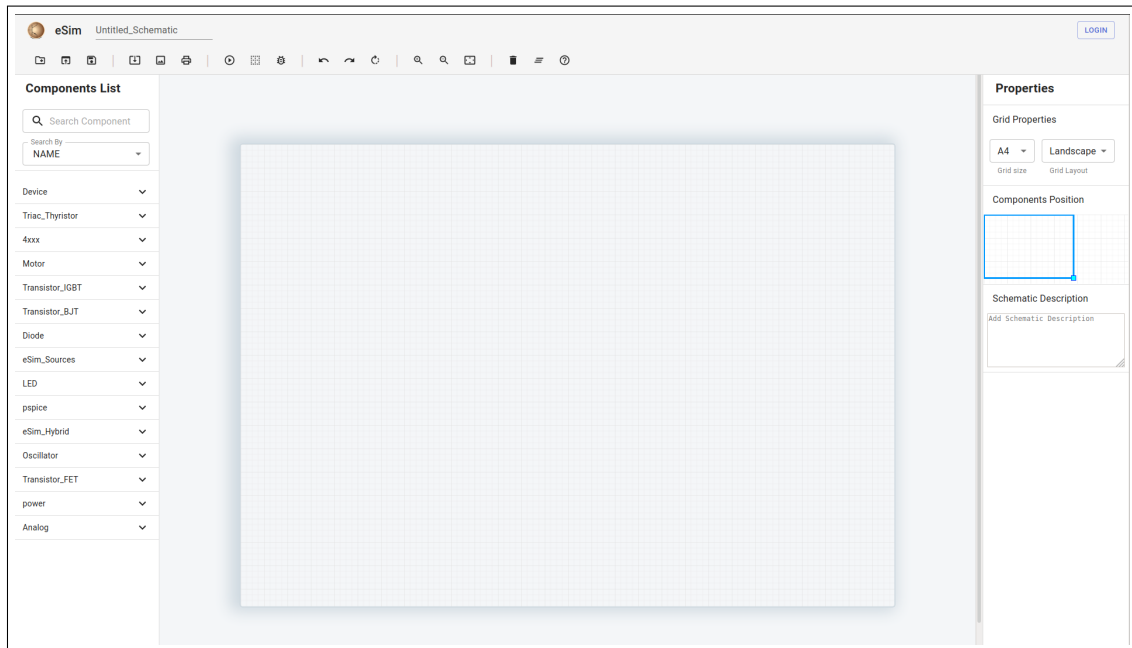 eSim Untitled_Schematic LOGIN
Components List
Search Component
Search By
NAME
Device
Triac_Thyristor
4xxx
Motor
Transistor_IGBT
Transistor_BJT
Diode
eSim_Sources
LED
pspice
eSim_Hybrid
Oscillator
Transistor_FET
power
Analog
Properties
Grid Properties
A4 Landscape
Grid size Grid Layout
Components Position
Schematic Description
Add Schematic Description